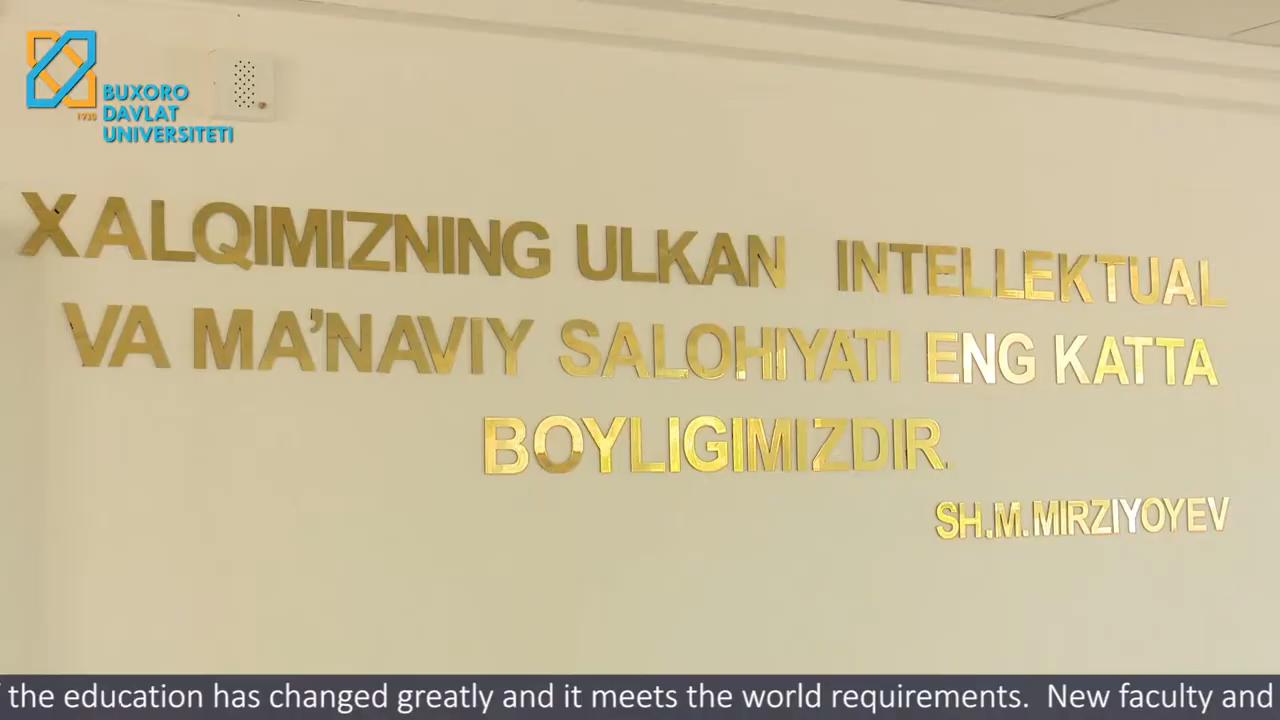 BUXORO
DAVLAT
1930 UNIVERSITETI
XALQIMIZNING ULKAN INTELLEKTUAL
VA MA’NAVIY SALOHIYATI ENG KATTA
BOYLIGIMIZDIR.
SH.M.MIRZIYOYEV
the education has changed greatly and it meets the world requirements. New faculty and